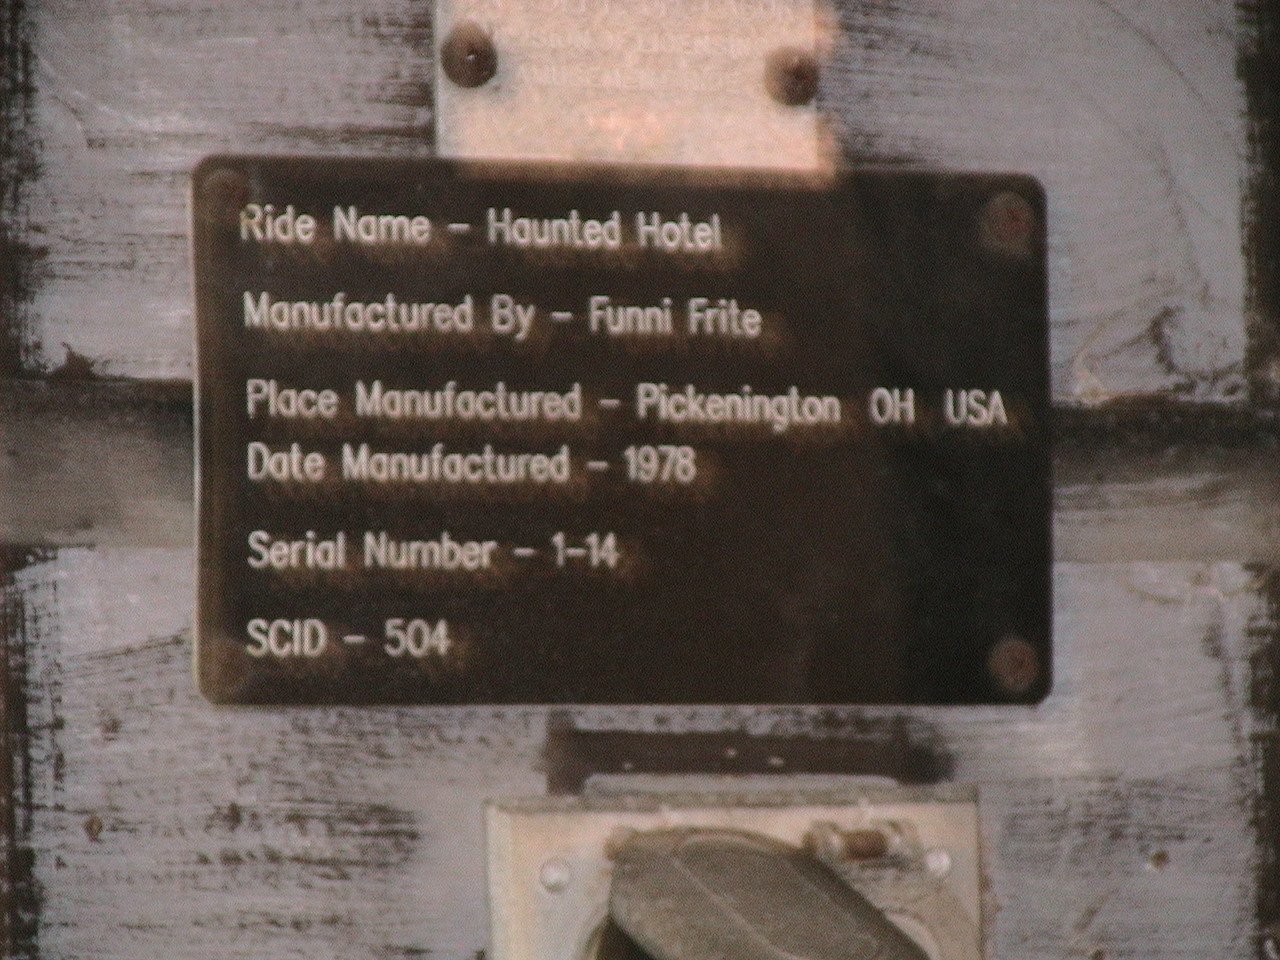 Ride Name - Haunted Hotel
Manufactured By - Funni Frite
Place Manufactured - Pickenington OH USA
Date Manufactured - 1978
Serial Number - 1-14
SCID - 504